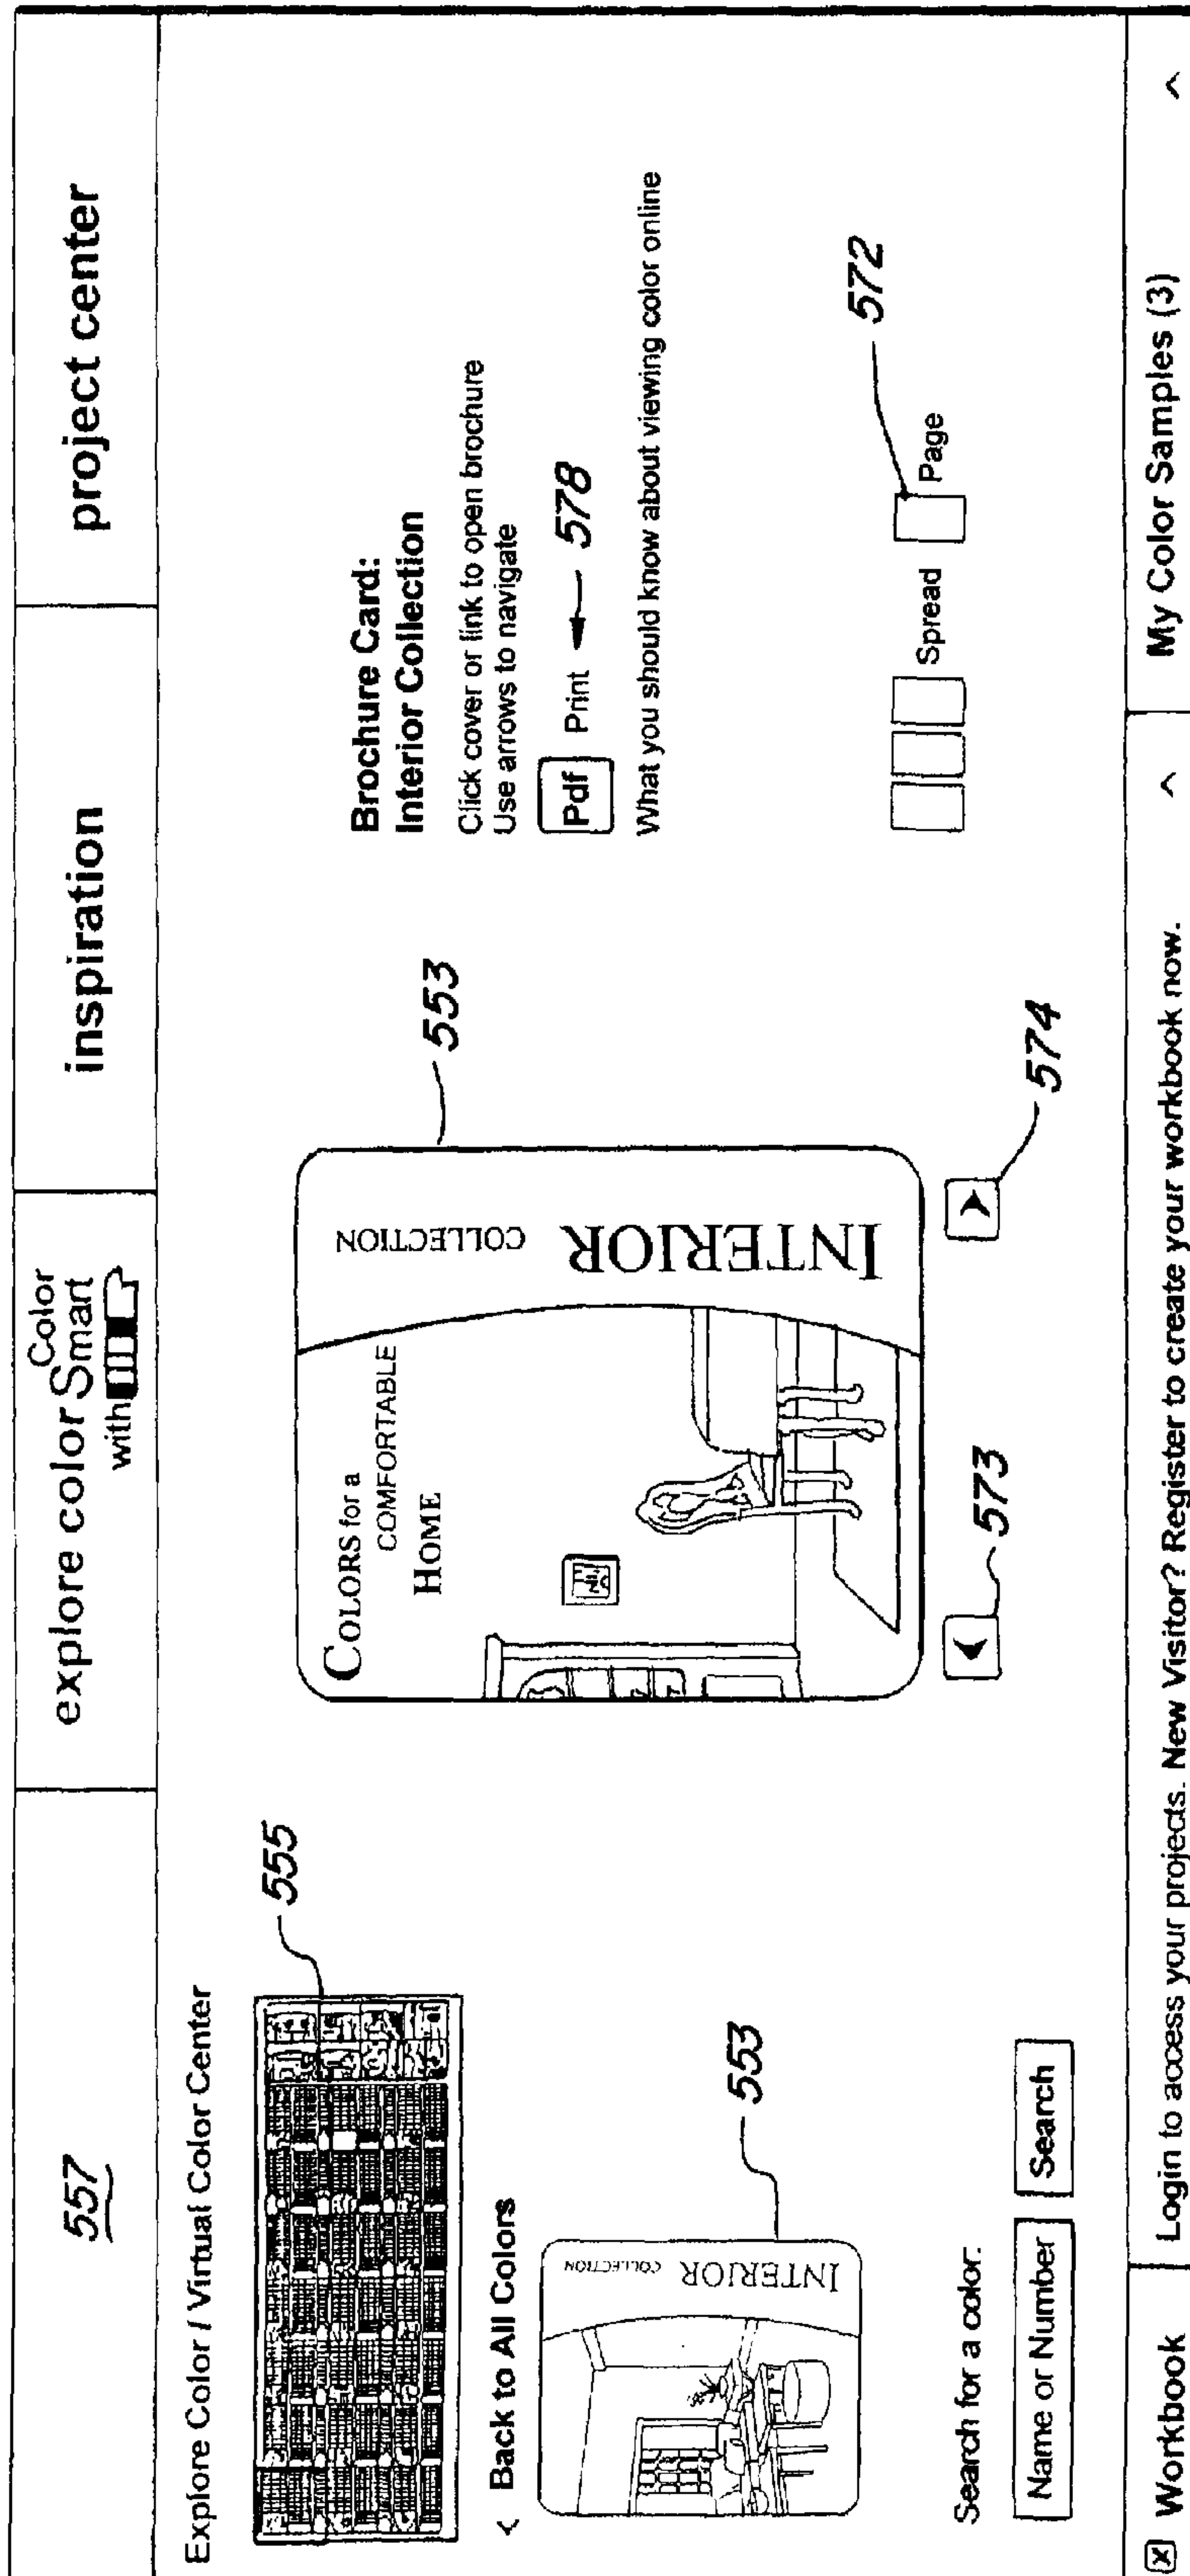 557
explore color
Color
Smart
with
inspiration
project center
Explore Color / Virtual Color Center
555
< Back to All Colors
INTERIOR
COLLECTION
553
Search for a color:
Name or Number
Search
COLORS for a
COMFORTABLE
HOME
INTERIOR
COLLECTION
553
573
574
Brochure Card:
Interior Collection
Click cover or link to open brochure
Use arrows to navigate
Pdf Print 578
What you should know about viewing color online
Spread
Page
572
Workbook
Login to access your projects. New Visitor? Register to create your workbook now.
My Color Samples (3)